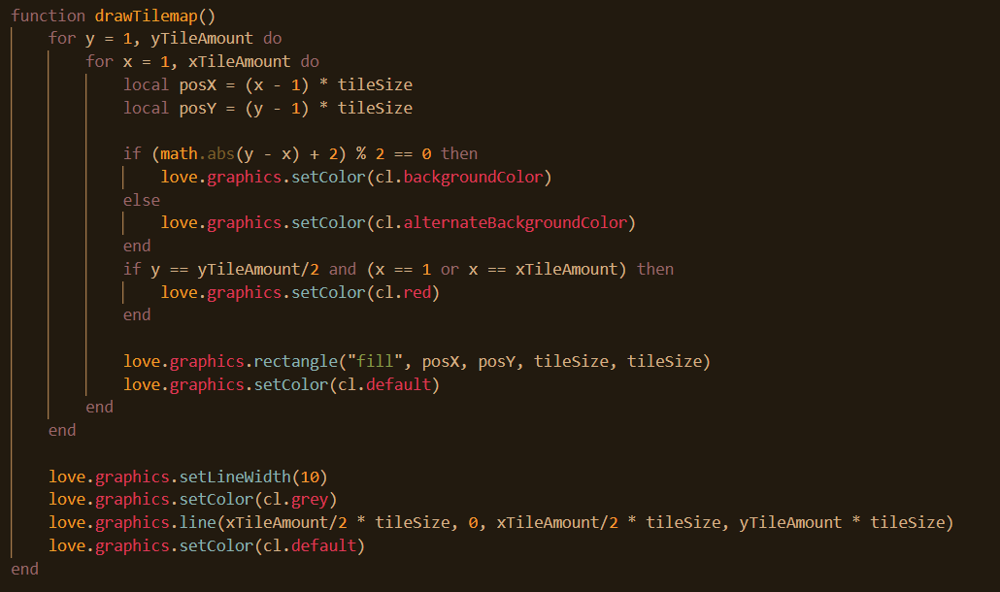 function drawTilemap()
    for y = 1, yTileAmount do
        for x = 1, xTileAmount do
            local posX = (x - 1) * tileSize
            local posY = (y - 1) * tileSize

            if (math.abs(y - x) + 2) % 2 == 0 then
                love.graphics.setColor(cl.backgroundColor)
            else
                love.graphics.setColor(cl.alternateBackgroundColor)
            end
            if y == yTileAmount/2 and (x == 1 or x == xTileAmount) then
                love.graphics.setColor(cl.red)
            end

            love.graphics.rectangle("fill", posX, posY, tileSize, tileSize)
            love.graphics.setColor(cl.default)
        end
    end

    love.graphics.setLineWidth(10)
    love.graphics.setColor(cl.grey)
    love.graphics.line(xTileAmount/2 * tileSize, 0, xTileAmount/2 * tileSize, yTileAmount * tileSize)
    love.graphics.setColor(cl.default)
end